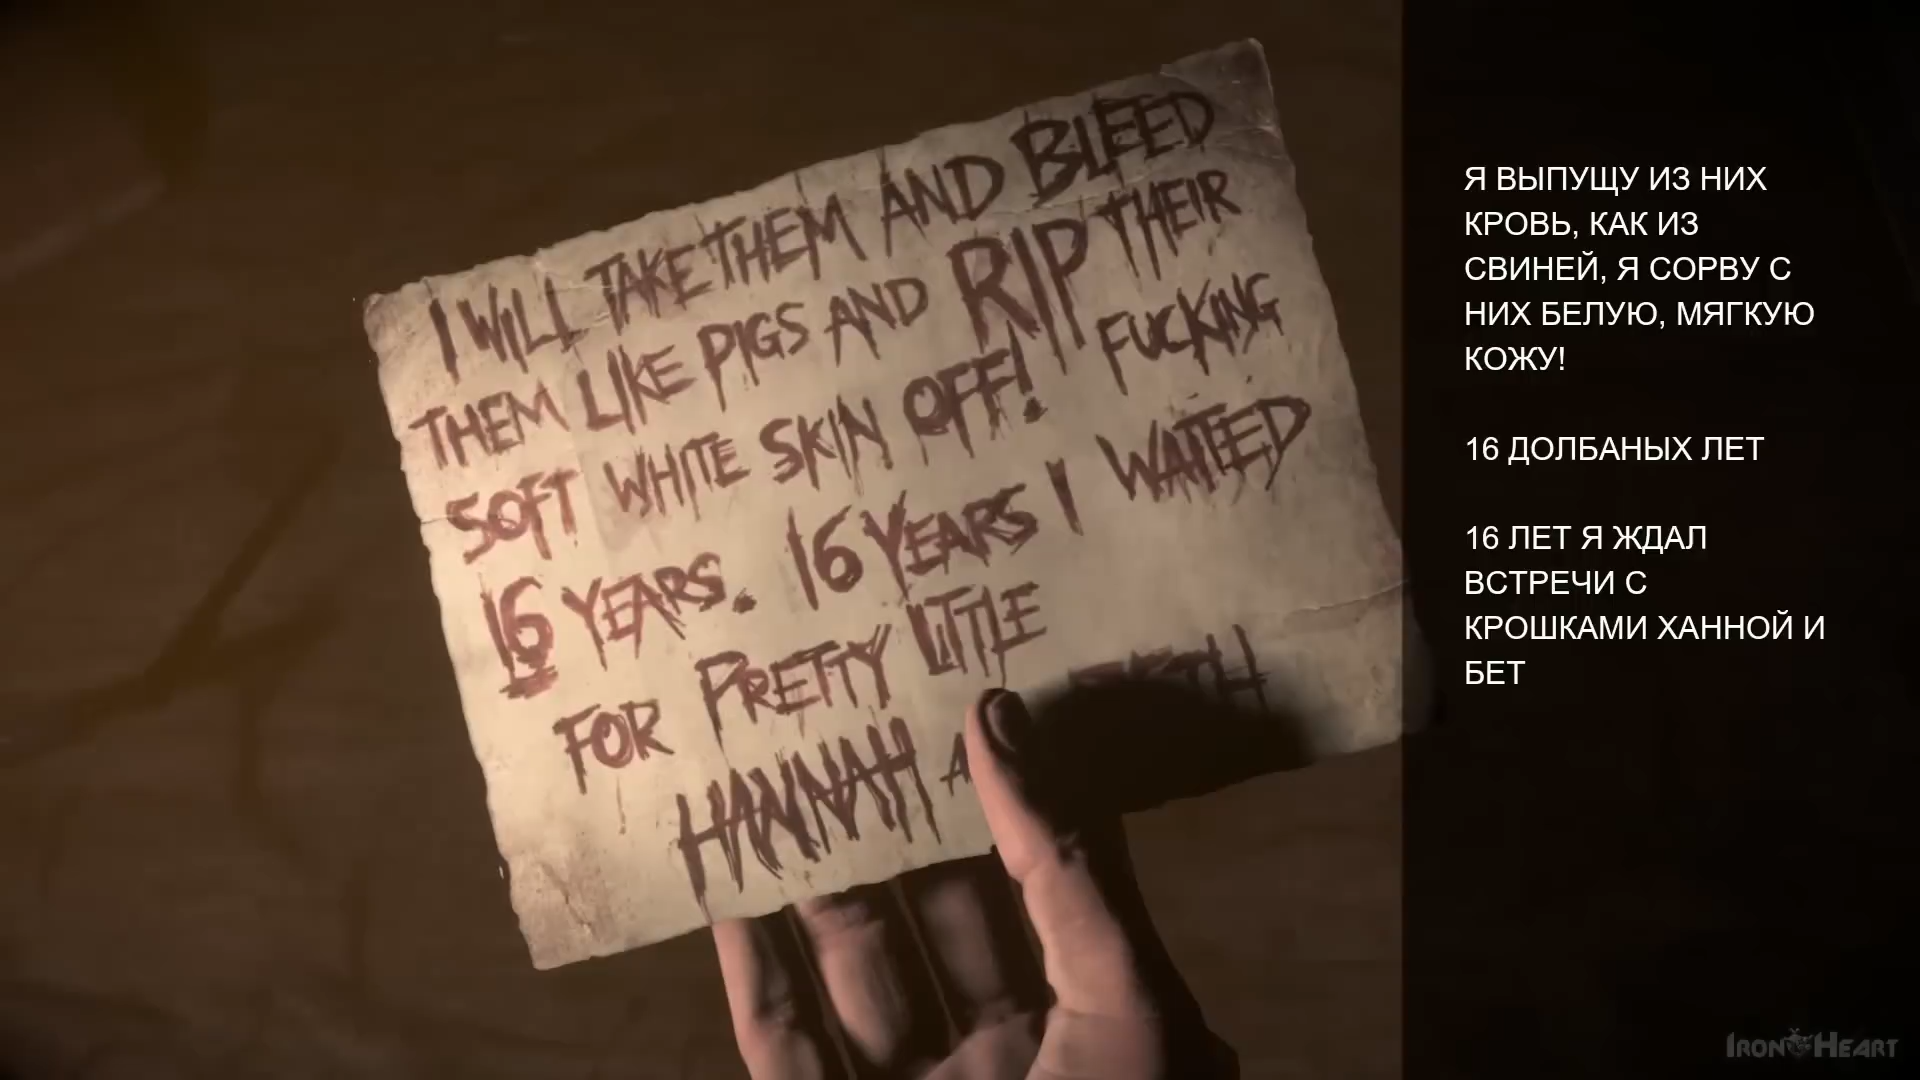 I WILL TAKE THEM AND BLEED
THEM LIKE PIGS AND RIP THEIR
SOFT WHITE SKIN OFF! FUCKING
16 YEARS. 16 YEARS I WAITED
FOR PRETTY LITTLE
HANNAH
Я ВЫПУЩУ ИЗ НИХ
КРОВЬ, КАК ИЗ
СВИНЕЙ, Я СОРВУ С
НИХ БЕЛУЮ, МЯГКУЮ
КОЖУ!
16 ДОЛБАНЫХ ЛЕТ
16 ЛЕТ Я ЖДАЛ
ВСТРЕЧИ С
КРОШКАМИ ХАННОЙ И
БЕТ
IRON HEART